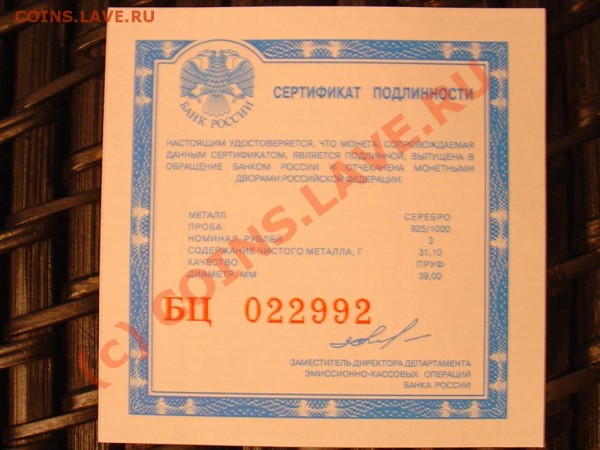 COINS.LAVE.RU
БАНК РОССИИ
СЕРТИФИКАТ ПОДЛИННОСТИ
НАСТОЯЩИМ УДОСТОВЕРЯЕТСЯ, ЧТО МОНЕТА, СОПРОВОЖДАЕМАЯ
ДАННЫМ СЕРТИФИКАТОМ, ЯВЛЯЕТСЯ ПОДЛИННОЙ, ВЫПУЩЕНА В
ОБРАЩЕНИЕ БАНКОМ РОССИИ И ОТЧЕКАНЕНА МОНЕТНЫМИ
ДВОРАМИ РОССИЙСКОЙ ФЕДЕРАЦИИ.
МЕТАЛЛ СЕРЕБРО
ПРОБА 925/1000
НОМИНАЛ, РУБЛЕЙ 3
СОДЕРЖАНИЕ ЧИСТОГО МЕТАЛЛА, Г 31,10
КАЧЕСТВО ПРУФ
ДИАМЕТР, ММ 39,00
БЦ 022992
ЗАМЕСТИТЕЛЬ ДИРЕКТОРА ДЕПАРТАМЕНТА
ЭМИССИОННО-КАССОВЫХ ОПЕРАЦИЙ
БАНКА РОССИИ
(c) COINS.LAVE.RU
COINS.LAVE.RU